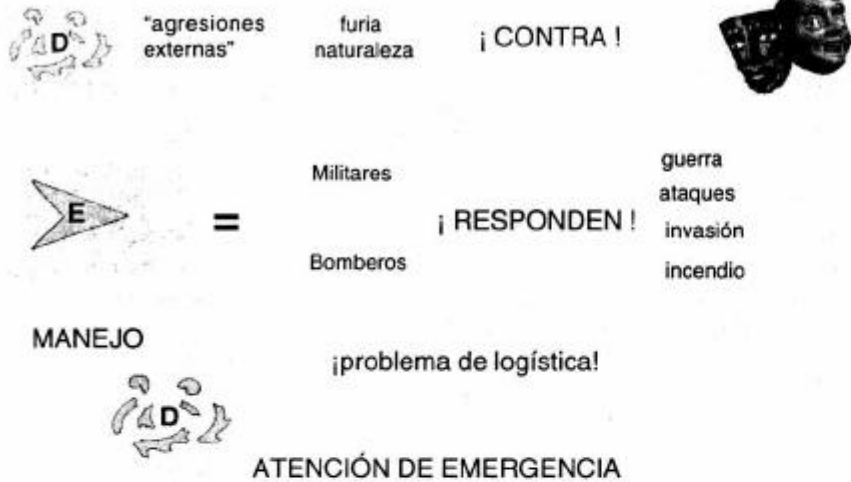 D "agresiones externas" furia naturaleza ¡ CONTRA !
E = Militares Bomberos ¡ RESPONDEN ! guerra
ataques
invasión
incendio
MANEJO
¡problema de logística!
D
ATENCIÓN DE EMERGENCIA